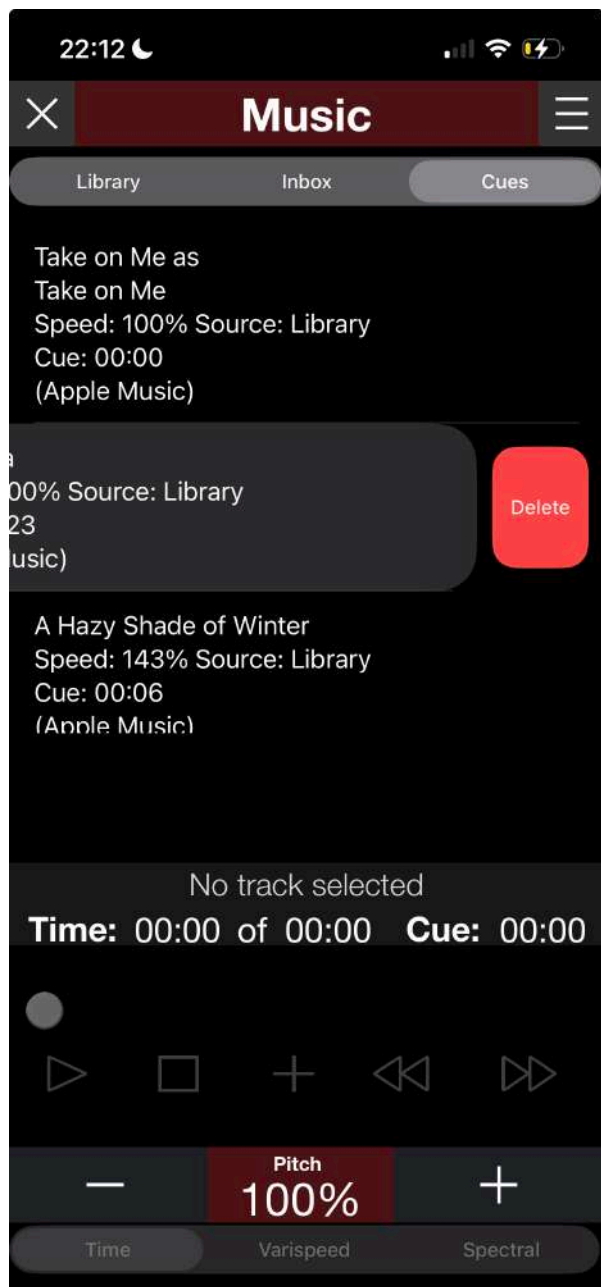 22:12
Music
Library Inbox Cues
Take on Me as
Take on Me
Speed: 100% Source: Library
Cue: 00:00
(Apple Music)
00% Source: Library
23
usic)
Delete
A Hazy Shade of Winter
Speed: 143% Source: Library
Cue: 00:06
(Apple Music)
No track selected
Time: 00:00 of 00:00 Cue: 00:00
Pitch
100%
Time Varispeed Spectral